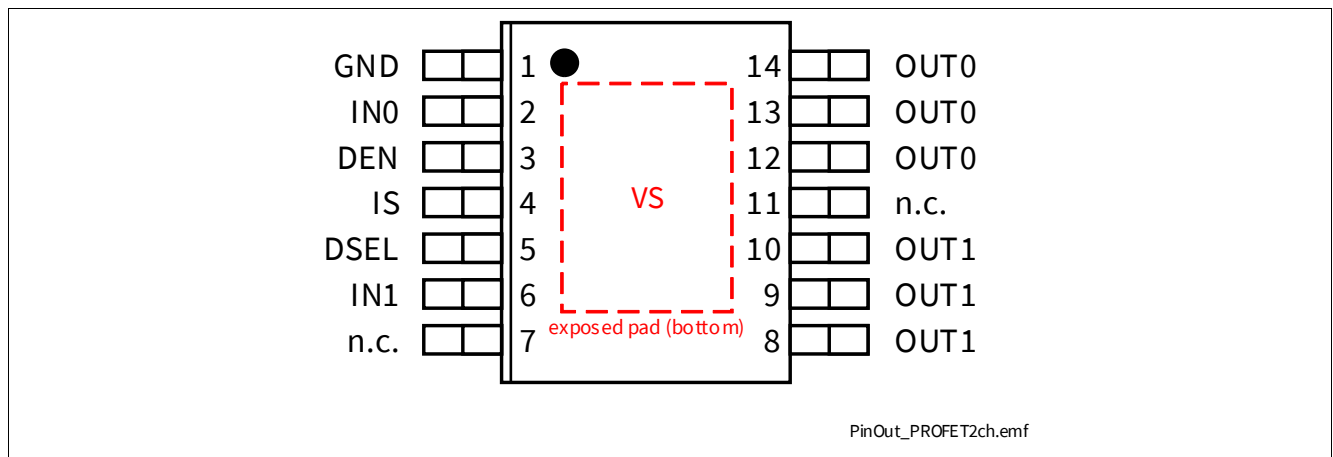 GND 1 14 OUT0
IN0 2 13 OUT0
DEN 3 12 OUT0
IS 4 VS 11 n.c.
DSEL 5 10 OUT1
IN1 6 9 OUT1
exposed pad (bottom)
n.c. 7 8 OUT1
PinOut_PROFET2ch.emf